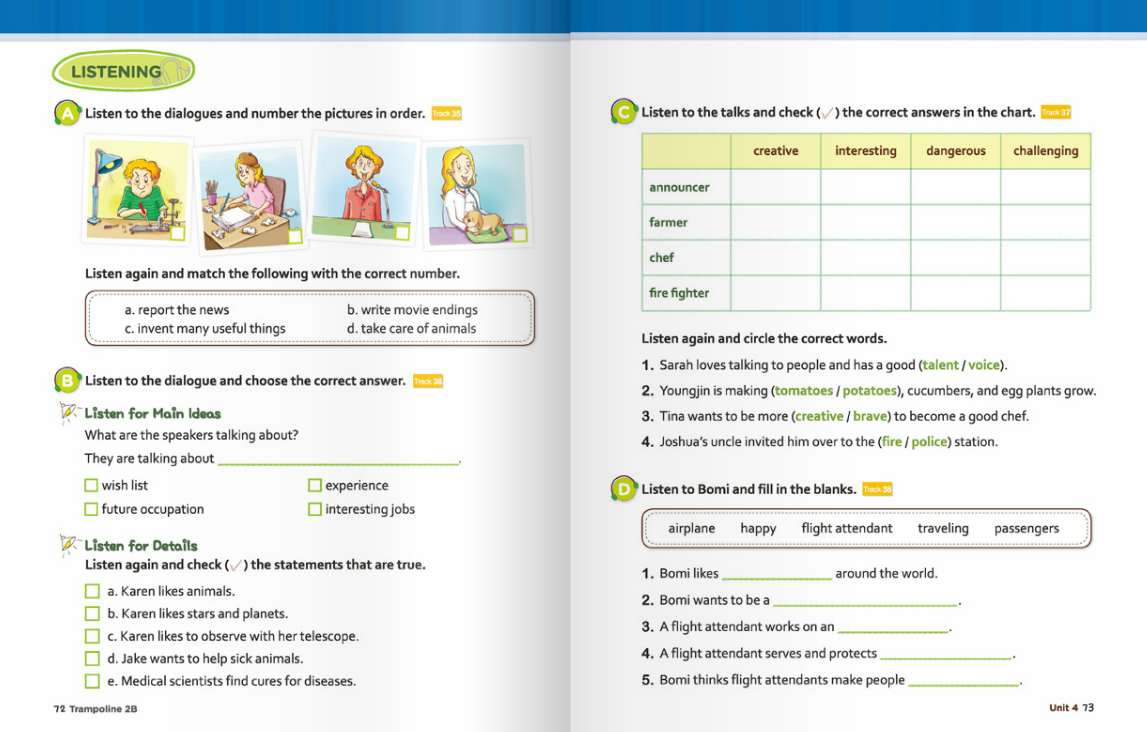 LISTENING
A Listen to the dialogues and number the pictures in order. Track 35
Listen again and match the following with the correct number.
a. report the news b. write movie endings
c. invent many useful things d. take care of animals
B Listen to the dialogue and choose the correct answer. Track 36
Listen for Main Ideas
What are the speakers talking about?
They are talking about ____________________.
wish list experience
future occupation interesting jobs
Listen for Details
Listen again and check (✓) the statements that are true.
a. Karen likes animals.
b. Karen likes stars and planets.
c. Karen likes to observe with her telescope.
d. Jake wants to help sick animals.
e. Medical scientists find cures for diseases.
72 Trampoline 2B
C Listen to the talks and check (✓) the correct answers in the chart. Track 37
creative interesting dangerous challenging
announcer
farmer
chef
fire fighter
Listen again and circle the correct words.
1. Sarah loves talking to people and has a good (talent / voice).
2. Youngjin is making (tomatoes / potatoes), cucumbers, and egg plants grow.
3. Tina wants to be more (creative / brave) to become a good chef.
4. Joshua's uncle invited him over to the (fire / police) station.
D Listen to Bomi and fill in the blanks. Track 38
airplane happy flight attendant traveling passengers
1. Bomi likes ____________________ around the world.
2. Bomi wants to be a ____________________.
3. A flight attendant works on an ____________________.
4. A flight attendant serves and protects ____________________.
5. Bomi thinks flight attendants make people ____________________.
Unit 4 73